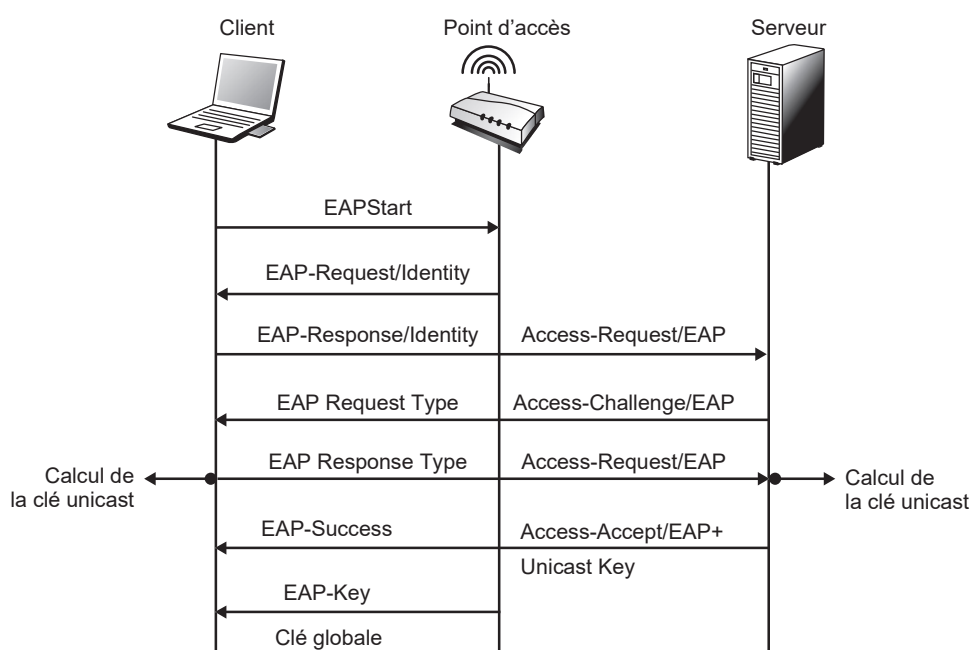 Client
Point d'accès
Serveur
EAPStart
EAP-Request/Identity
EAP-Response/Identity
Access-Request/EAP
EAP Request Type
Access-Challenge/EAP
Calcul de
la clé unicast
EAP Response Type
Access-Request/EAP
Calcul de
la clé unicast
EAP-Success
Access-Accept/EAP+
Unicast Key
EAP-Key
Clé globale